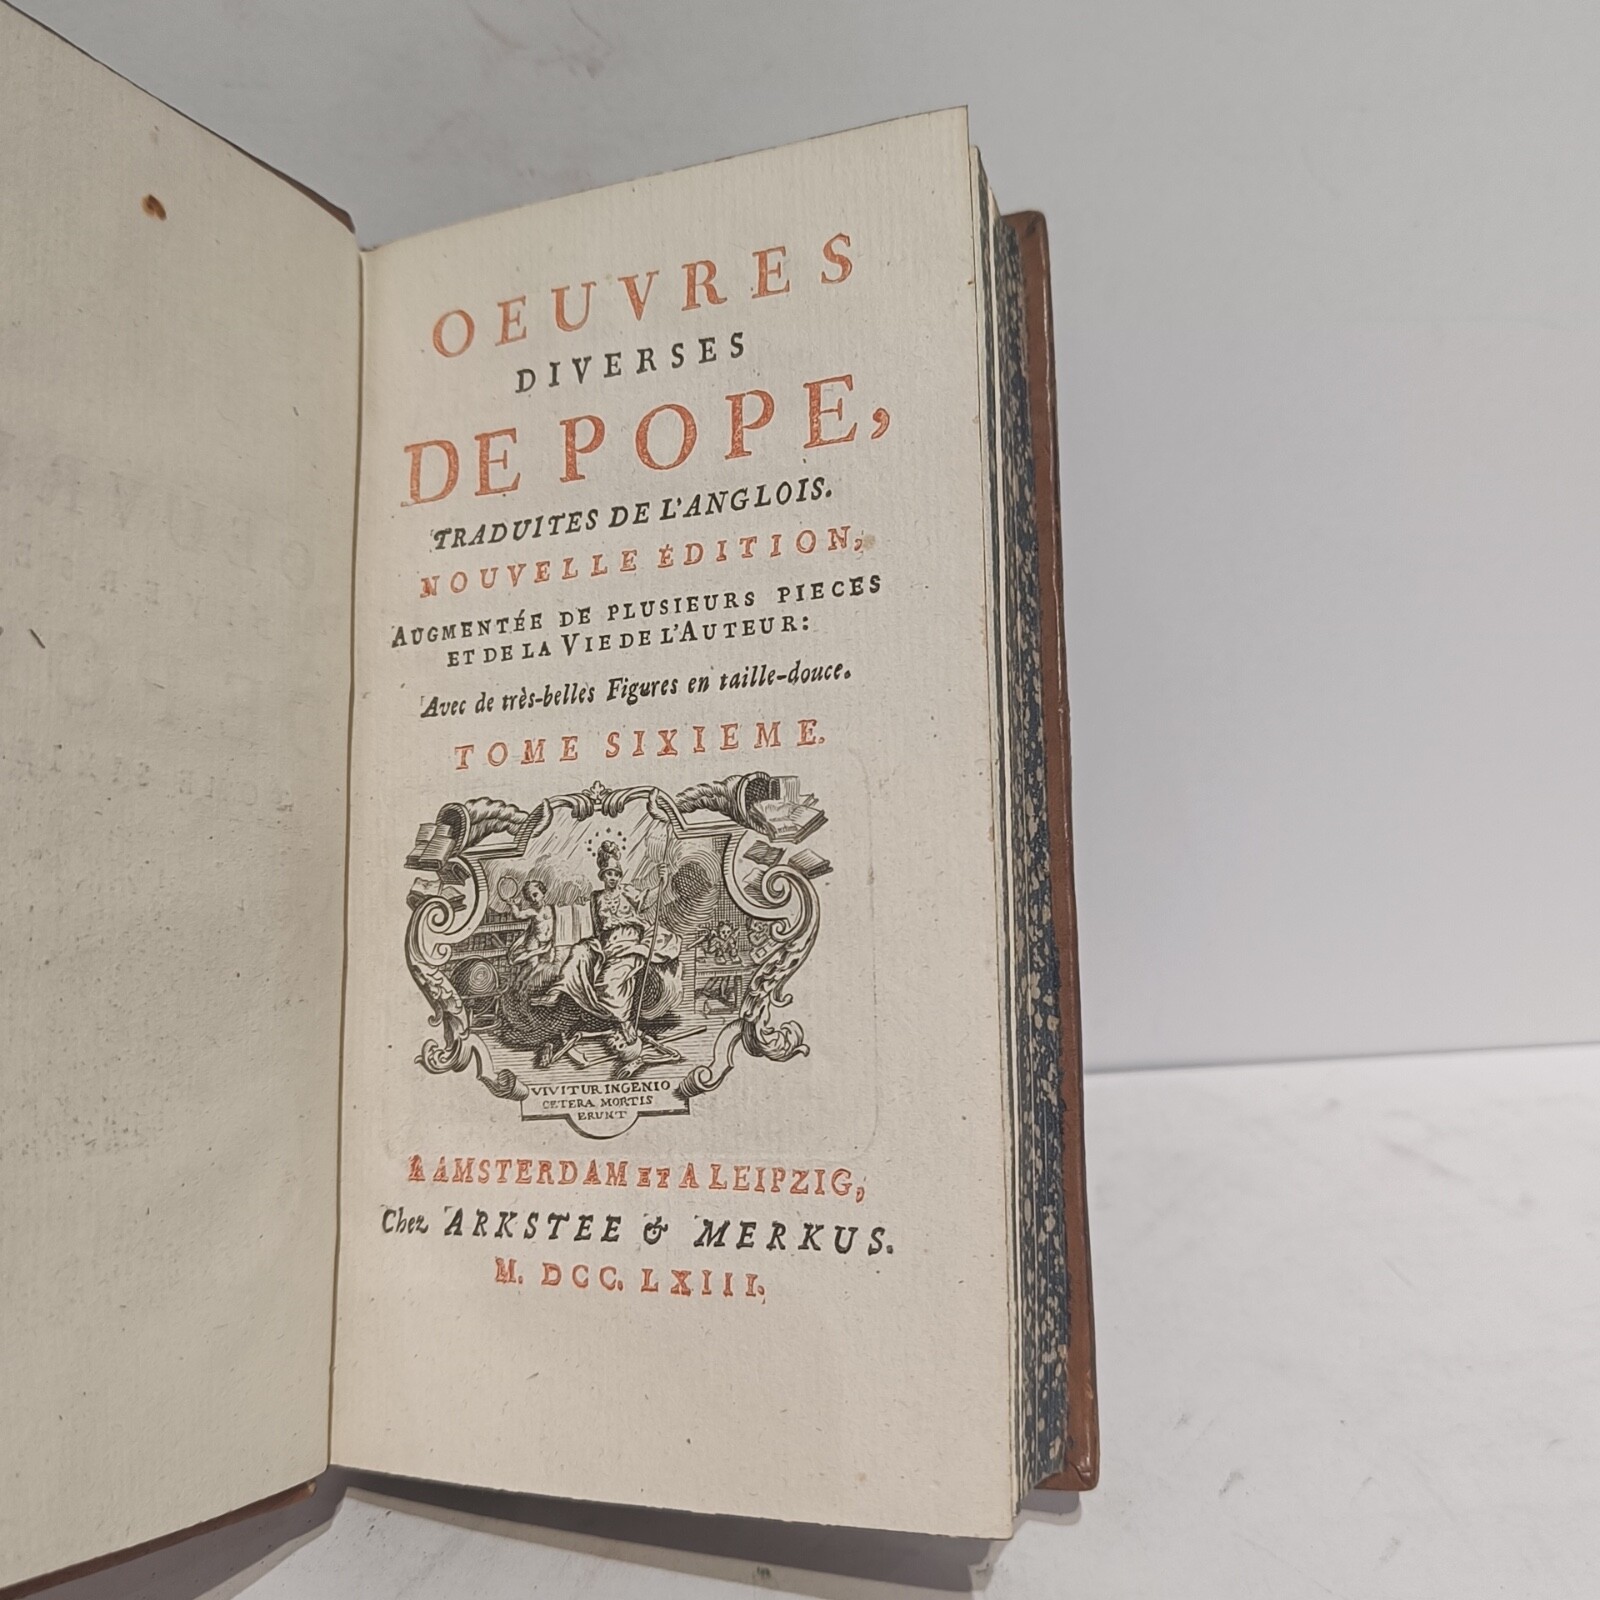 OEUVRES
DIVERSES
DE POPE,
TRADUITES DE L'ANGLOIS.
NOUVELLE ÉDITION,
AUGMENTÉE DE PLUSIEURS PIECES
ET DE LA VIE DE L'AUTEUR:
Avec de très-belles Figures en taille-douce.
TOME SIXIEME.
VIVITUR INGENIO
CETERA MORTIS
ERUNT
A AMSTERDAM ET A LEIPZIG,
Chez ARKSTEE & MERKUS.
M. DCC. LXIII.